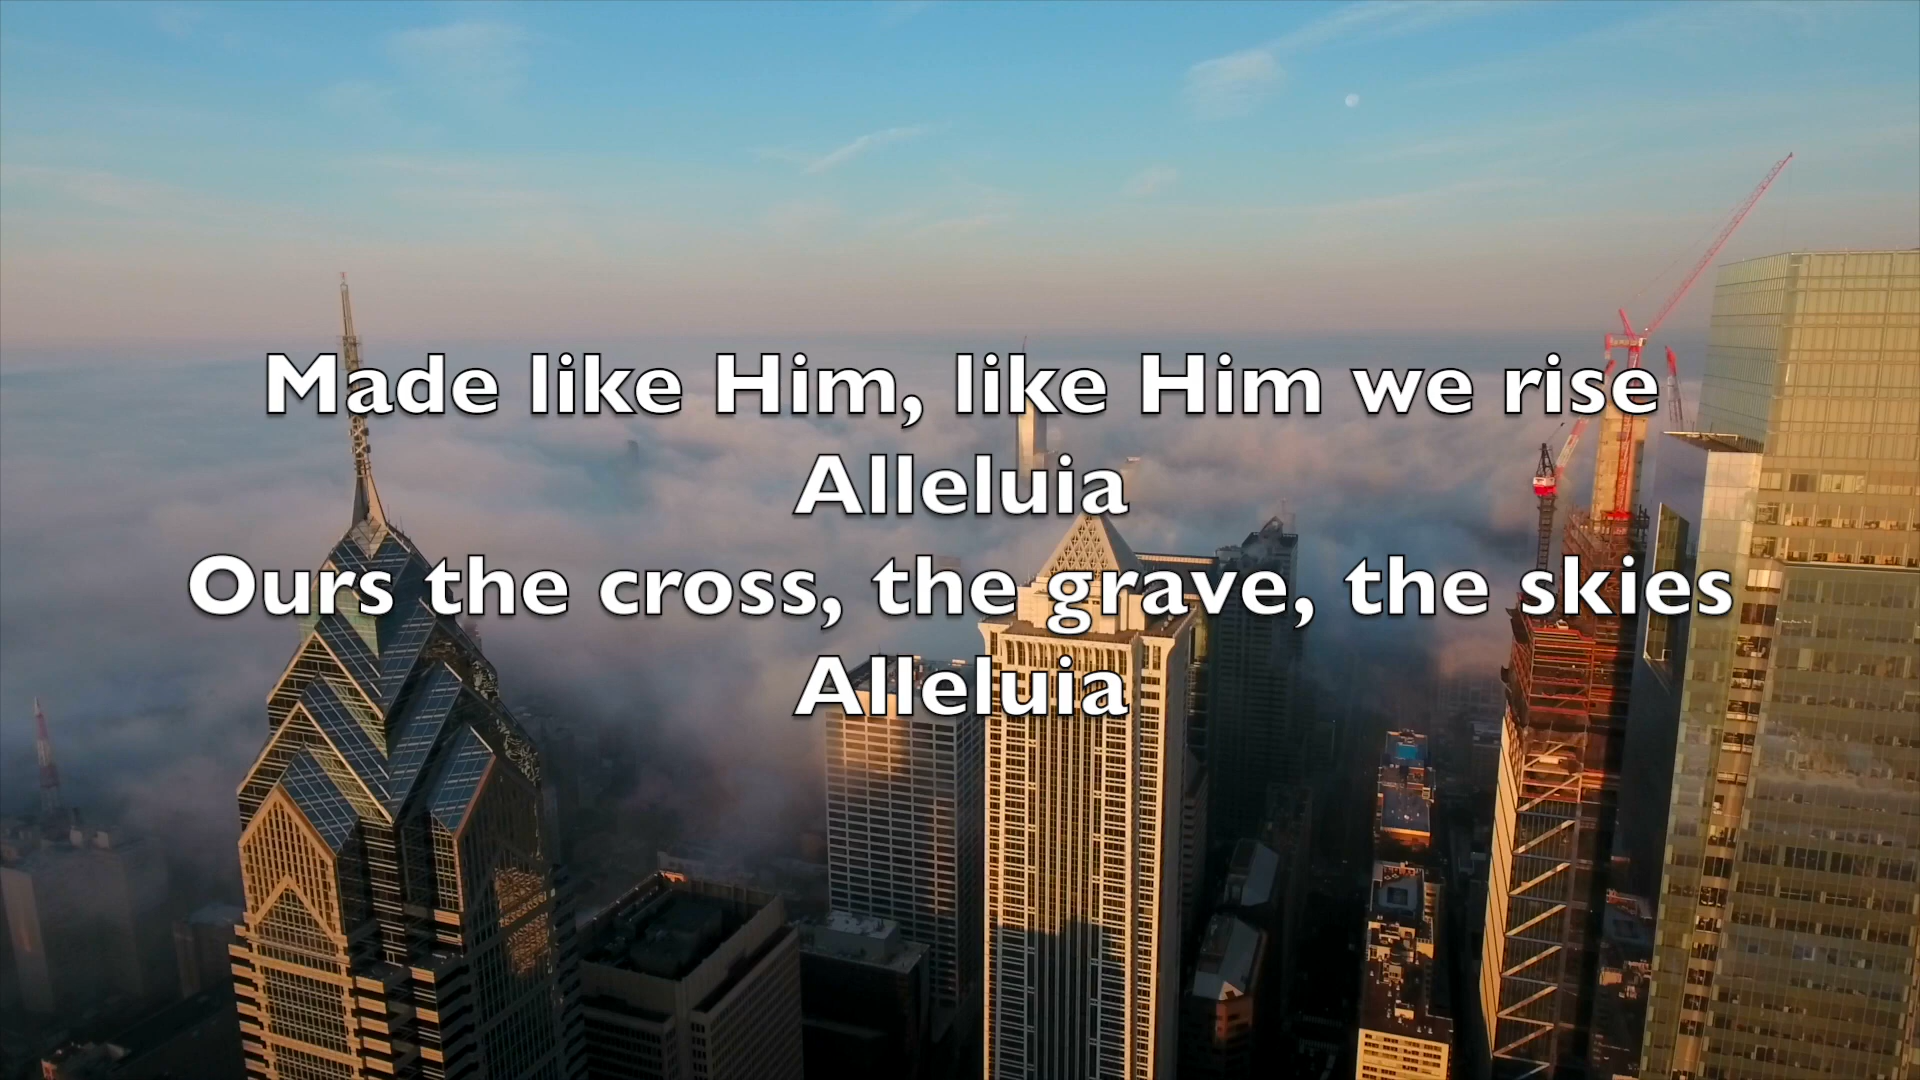 Made like Him, like Him we rise
Alleluia
Ours the cross, the grave, the skies
Alleluia